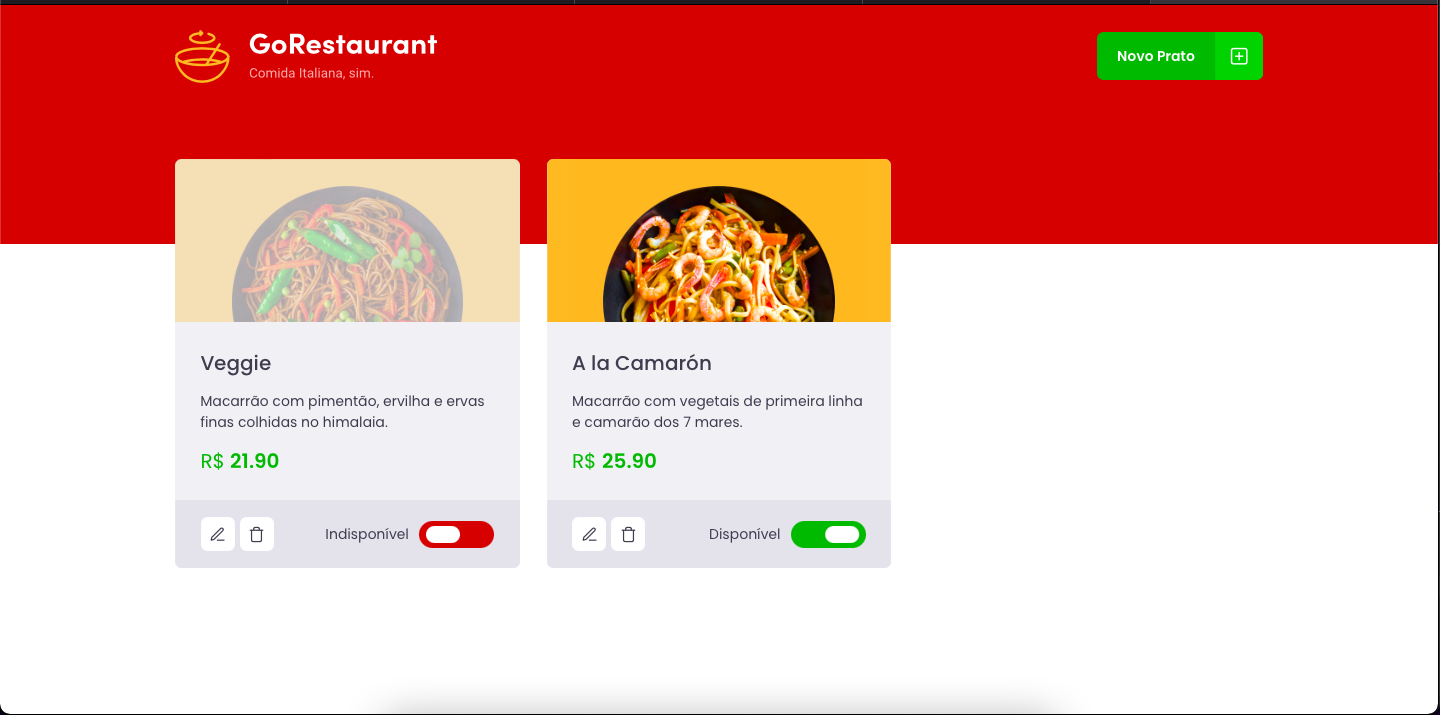 GoRestaurant
Comida Italiana, sim.
Novo Prato
Veggie
Macarrão com pimentão, ervilha e ervas
finas colhidas no himalaia.
R$ 21.90
Indisponível
A la Camarón
Macarrão com vegetais de primeira linha
e camarão dos 7 mares.
R$ 25.90
Disponível